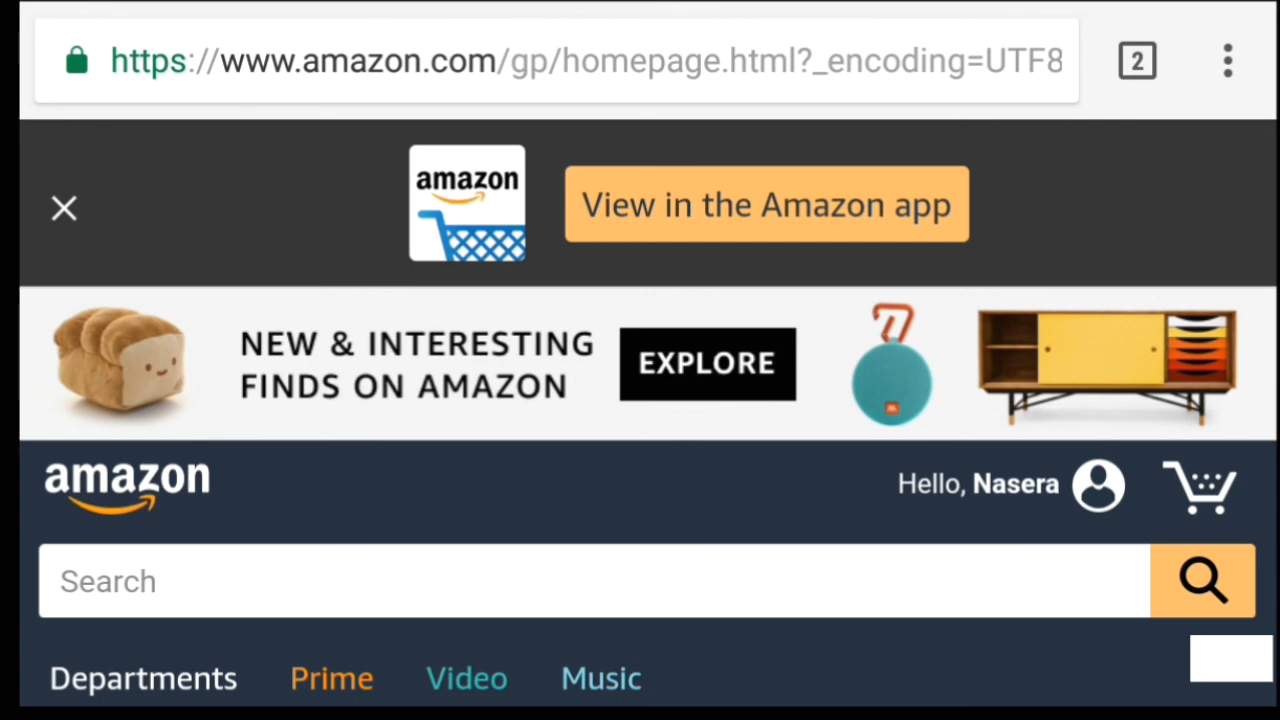 https://www.amazon.com/gp/homepage.html?_encoding=UTF8
2
amazon
View in the Amazon app
NEW & INTERESTING
FINDS ON AMAZON
EXPLORE
JBL
amazon
Hello, Nasera
Search
Departments Prime Video Music